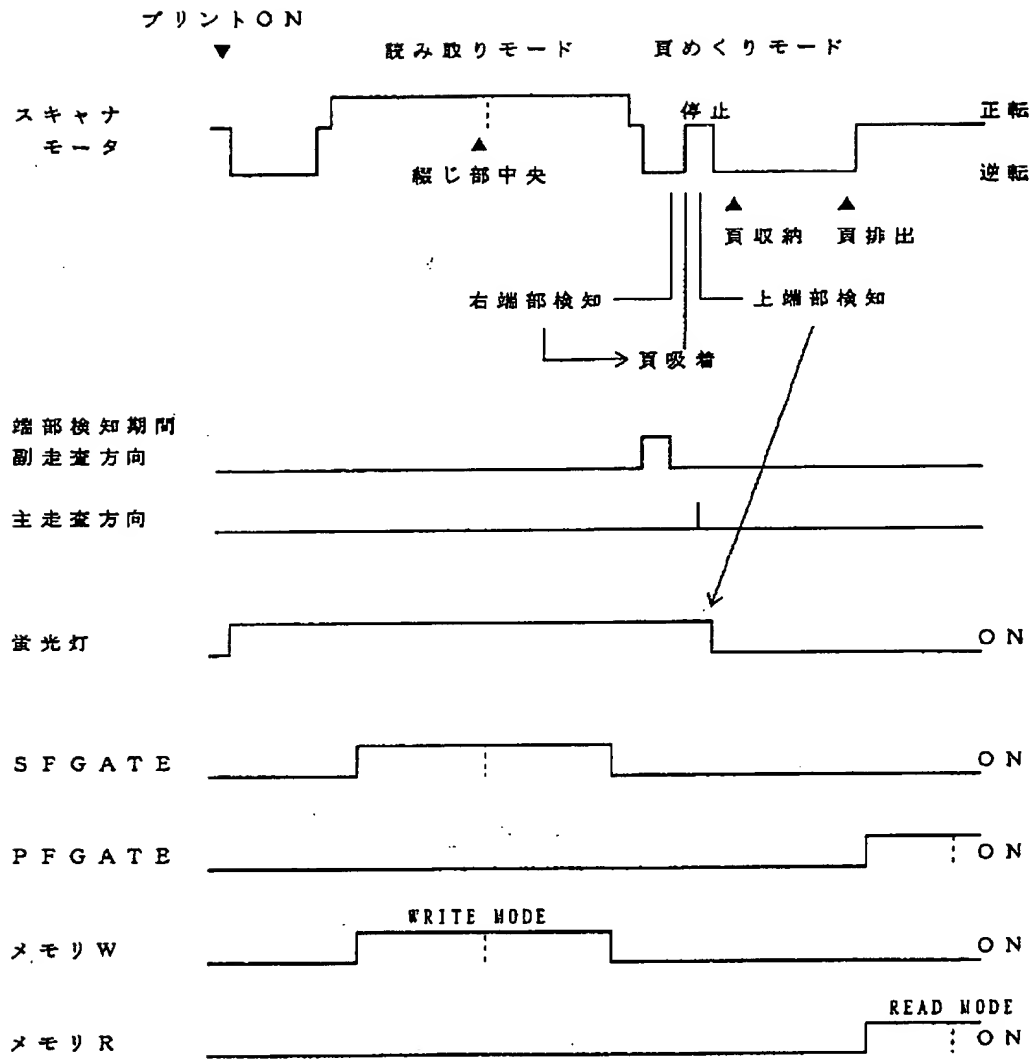 プリントON
▼
読み取りモード
頁めくりモード
スキャナ
モータ
停止
正転
逆転
▲
綴じ部中央
▲
▲
頁収納
頁排出
右端部検知
上端部検知
頁吸着
端部検知期間
副走査方向
主走査方向
蛍光灯
ON
SFGATE
ON
PFGATE
ON
WRITE MODE
メモリW
ON
READ MODE
メモリR
ON